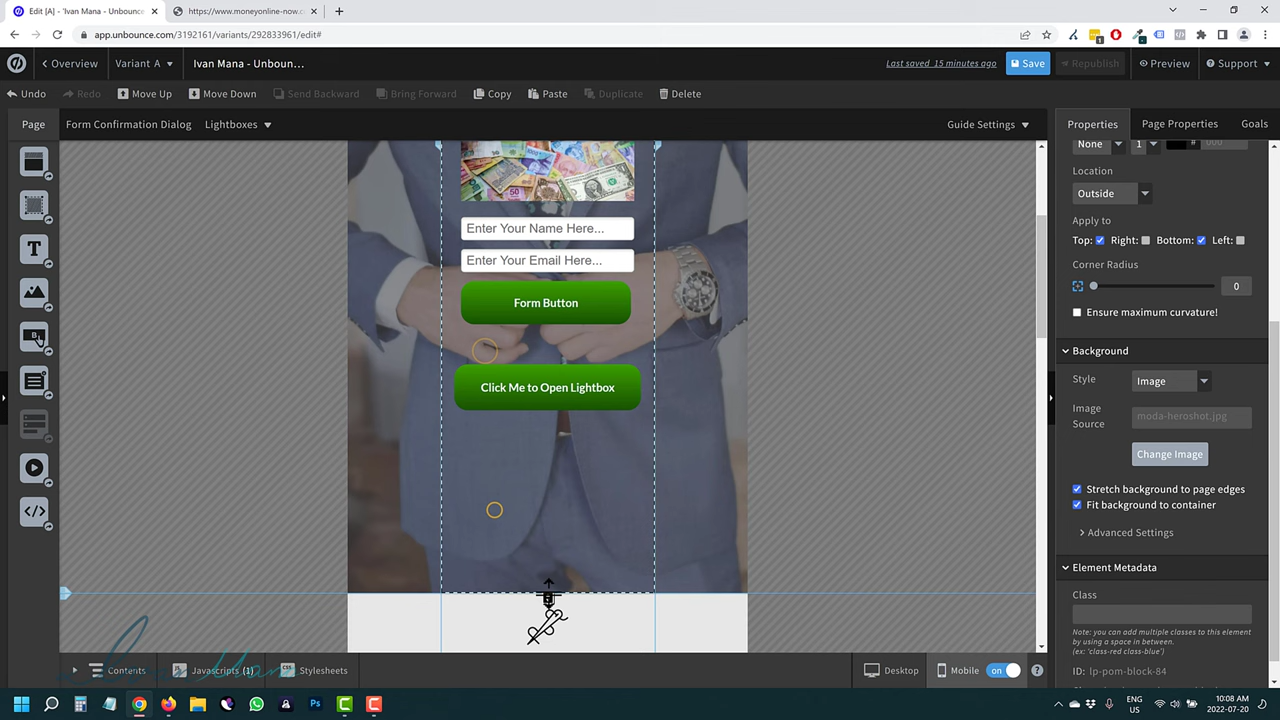 Edit [A] - 'Ivan Mana - Unbounce
https://www.moneyonline-now.c
app.unbounce.com/3192161/variants/292833961/edit#
Overview
Variant A
Ivan Mana - Unboun...
Last saved 15 minutes ago
Save
Republish
Preview
Support
Undo
Redo
Move Up
Move Down
Send Backward
Bring Forward
Copy
Paste
Duplicate
Delete
Page
Form Confirmation Dialog
Lightboxes
Guide Settings
Properties
Page Properties
Goals
None
1
#
000
Location
Outside
Apply to
Top:
Right:
Bottom:
Left:
Corner Radius
0
Ensure maximum curvature!
Background
Style
Image
Image Source
moda-heroshot.jpg
Change Image
Stretch background to page edges
Fit background to container
Advanced Settings
Element Metadata
Class
Note: you can add multiple classes to this element
by using a space in between.
(ex: 'class-red class-blue')
ID: lp-pom-block-84
Enter Your Name Here...
Enter Your Email Here...
Form Button
Click Me to Open Lightbox
Contents
Javascripts (1)
Stylesheets
Desktop
Mobile
on
ENG
US
10:08 AM
2022-07-20